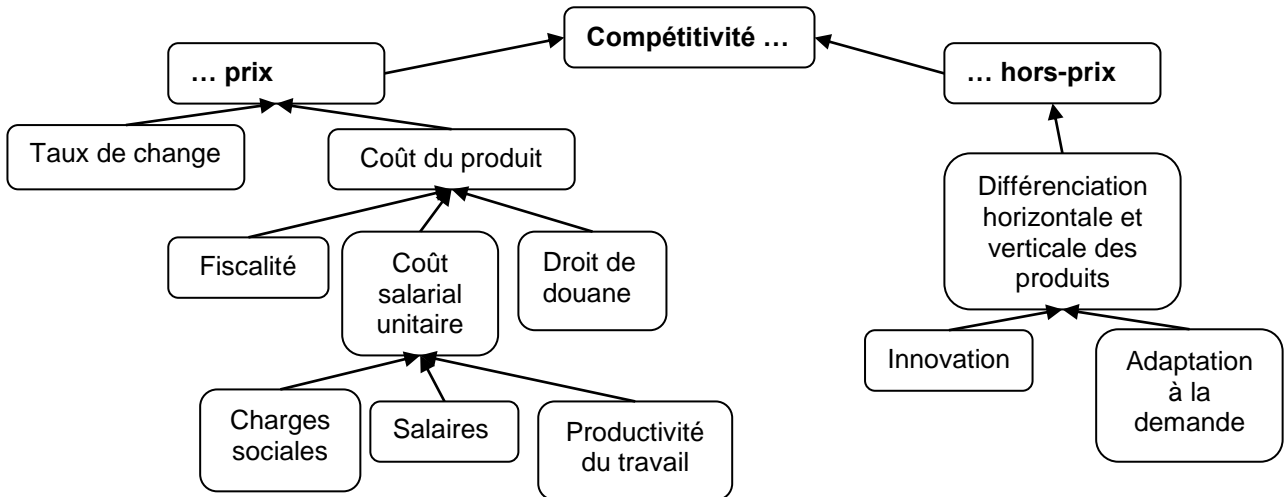 Compétitivité …
… prix
… hors-prix
Taux de change
Coût du produit
Différenciation
horizontale et
verticale des
produits
Fiscalité
Coût
salarial
unitaire
Droit de
douane
Innovation
Adaptation
à la
demande
Charges
sociales
Salaires
Productivité
du travail